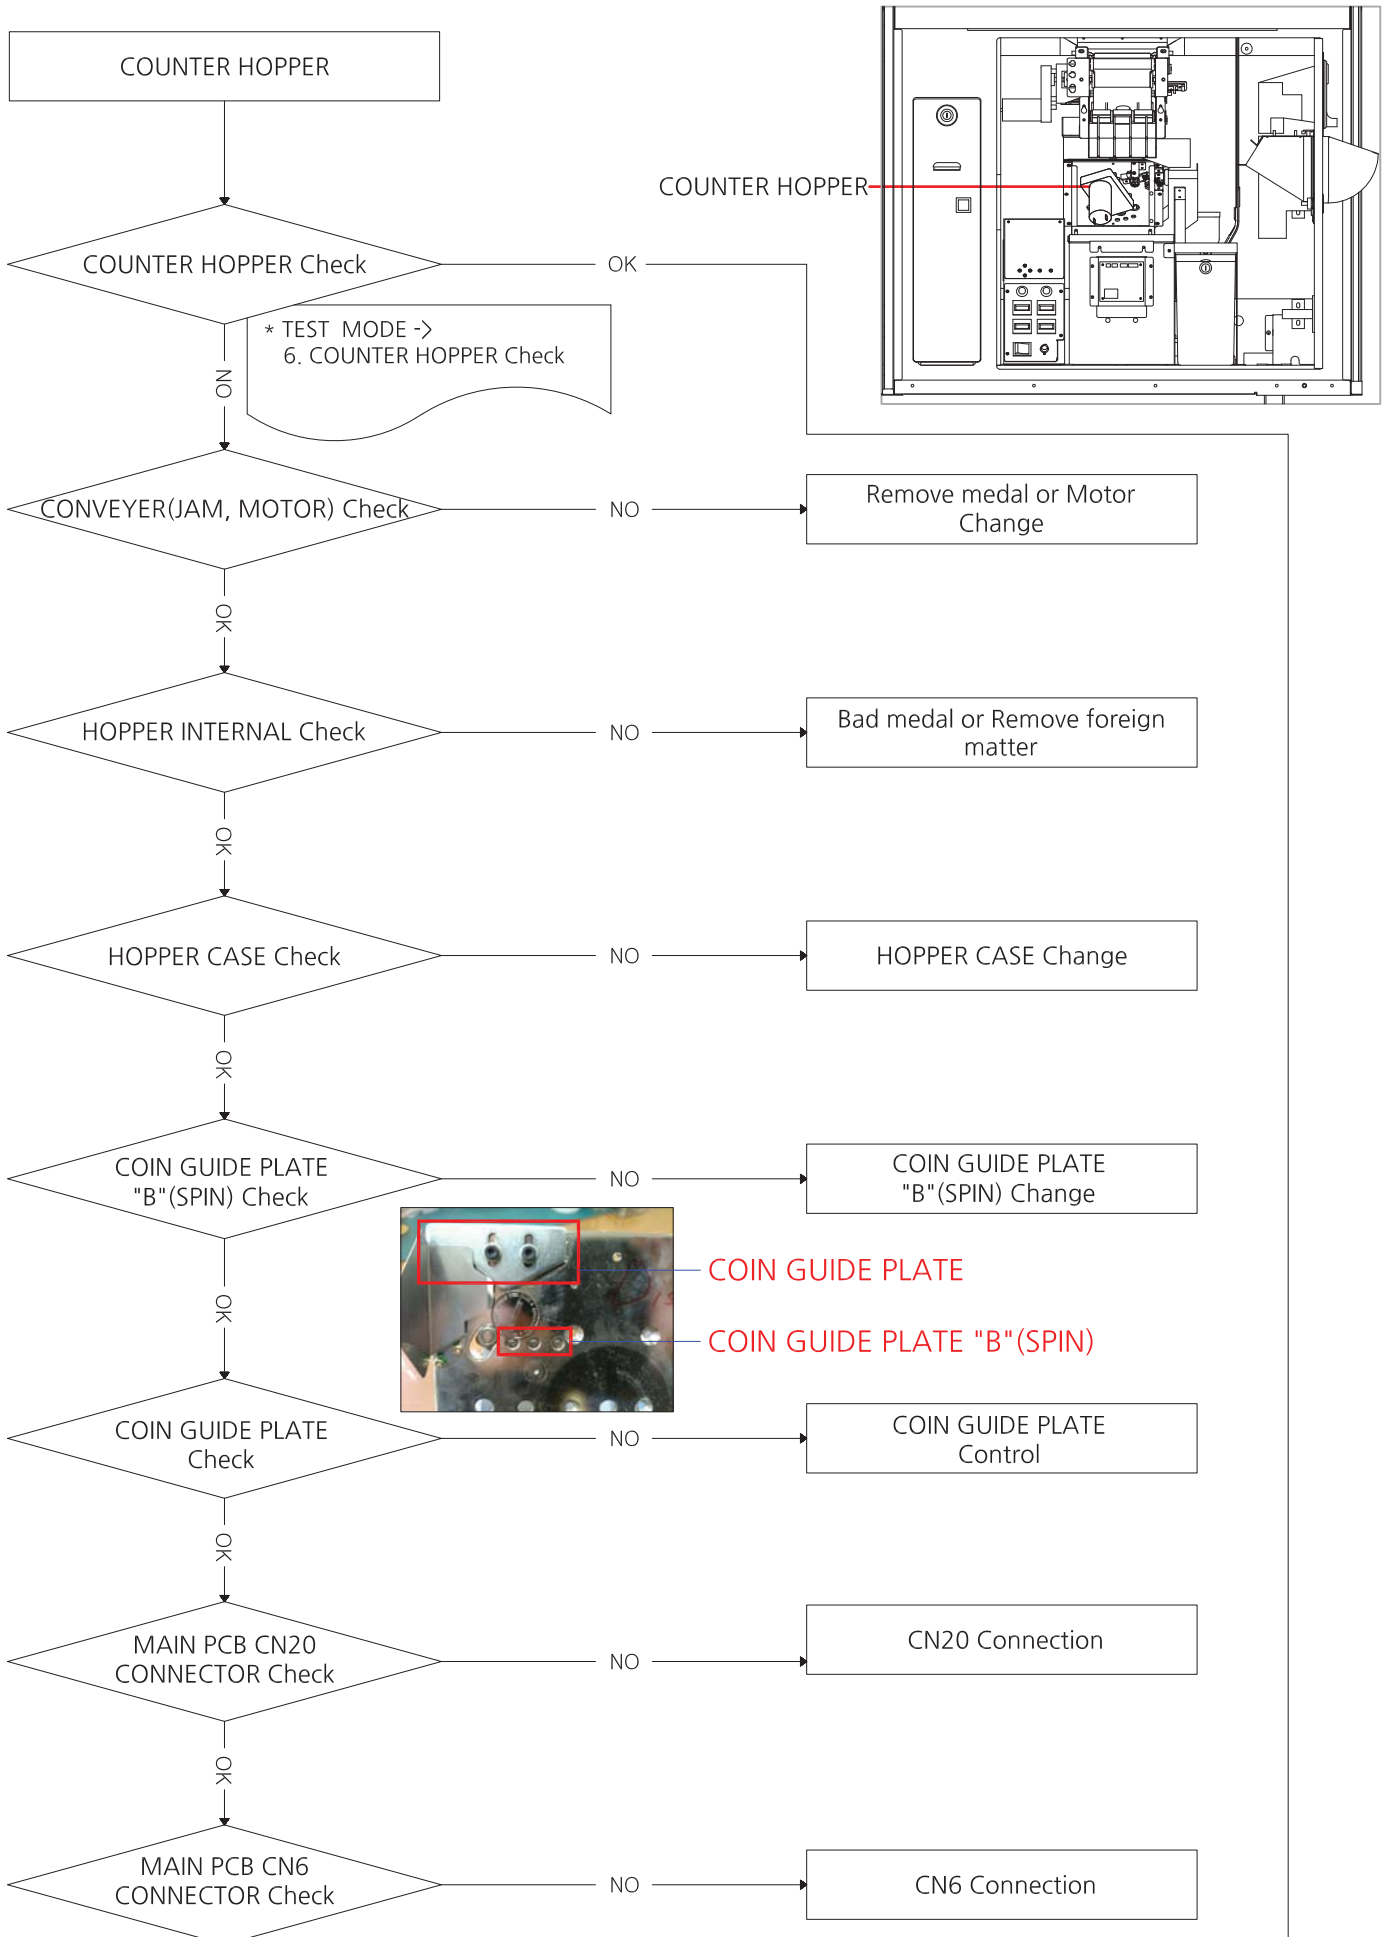 COUNTER HOPPER
COUNTER HOPPER
COUNTER HOPPER Check
OK
* TEST MODE ->
6. COUNTER HOPPER Check
NO
CONVEYER(JAM, MOTOR) Check
NO
Remove medal or Motor
Change
OK
HOPPER INTERNAL Check
NO
Bad medal or Remove foreign
matter
OK
HOPPER CASE Check
NO
HOPPER CASE Change
OK
COIN GUIDE PLATE
"B"(SPIN) Check
NO
COIN GUIDE PLATE
"B"(SPIN) Change
COIN GUIDE PLATE
COIN GUIDE PLATE "B"(SPIN)
OK
COIN GUIDE PLATE
Check
NO
COIN GUIDE PLATE
Control
OK
MAIN PCB CN20
CONNECTOR Check
NO
CN20 Connection
OK
MAIN PCB CN6
CONNECTOR Check
NO
CN6 Connection